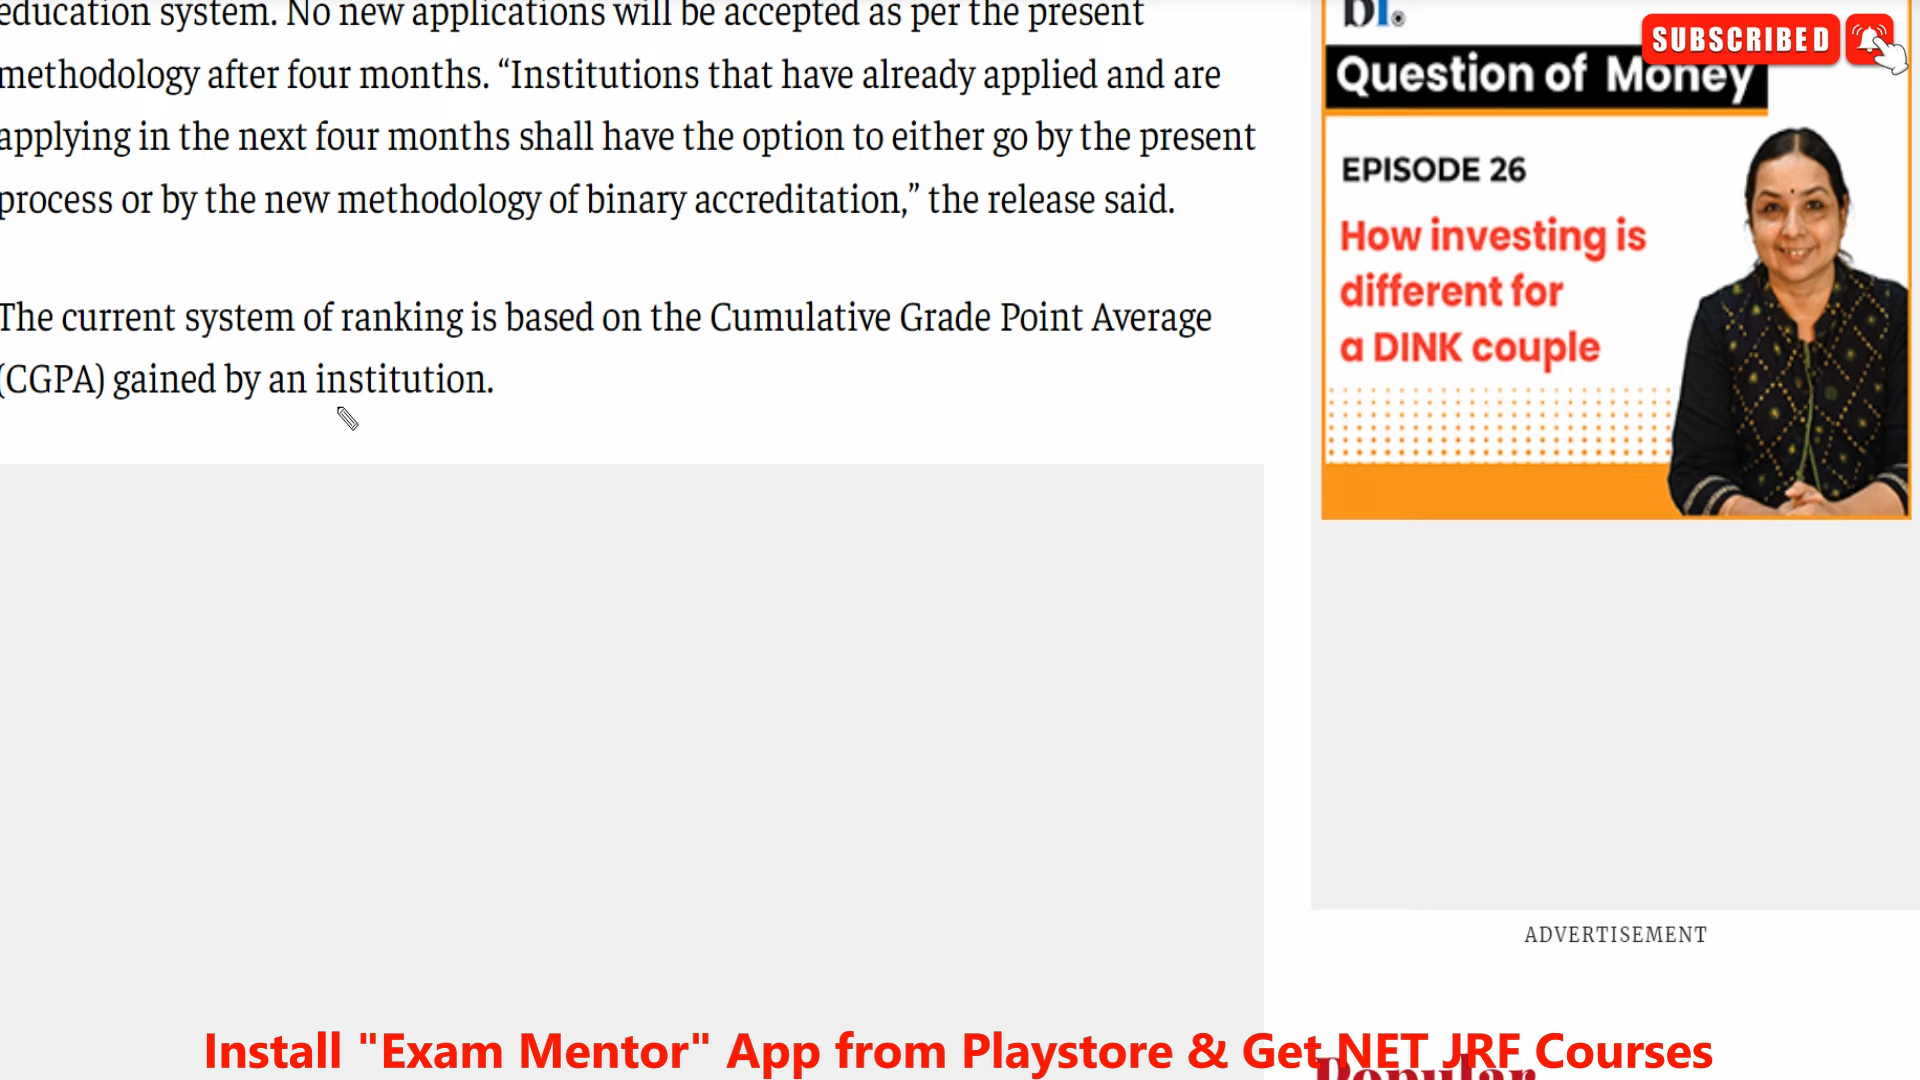 education system. No new applications will be accepted as per the present
methodology after four months. “Institutions that have already applied and are
applying in the next four months shall have the option to either go by the present
process or by the new methodology of binary accreditation,” the release said.
The current system of ranking is based on the Cumulative Grade Point Average
(CGPA) gained by an institution.
bl.
SUBSCRIBED
Question of Money
EPISODE 26
How investing is
different for
a DINK couple
ADVERTISEMENT
Popular
Install "Exam Mentor" App from Playstore & Get NET JRF Courses